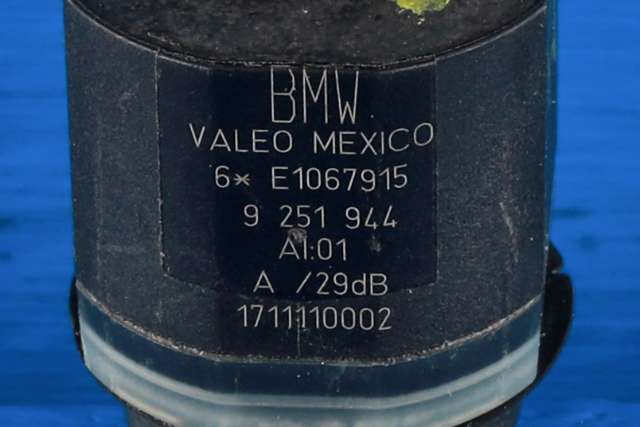 BMW
VALEO MEXICO
6* E1067915
9 251 944
AI:01
A /29dB
1711110002